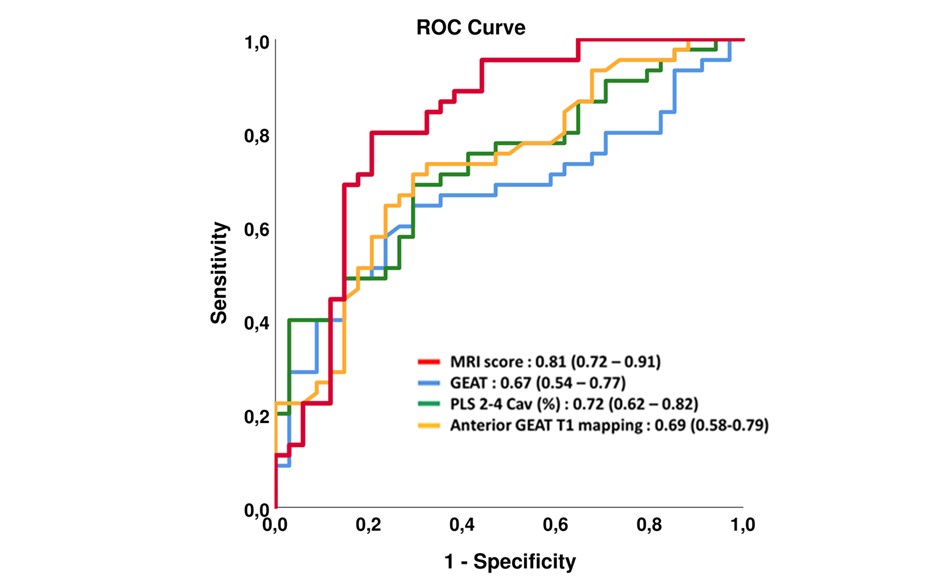 ROC Curve
1,0
0,8
0,6
0,4
0,2
0,0
Sensitivity
MRI score : 0.81 (0.72 – 0.91)
GEAT : 0.67 (0.54 – 0.77)
PLS 2-4 Cav (%) : 0.72 (0.62 – 0.82)
Anterior GEAT T1 mapping : 0.69 (0.58-0.79)
0,0 0,2 0,4 0,6 0,8 1,0
1 - Specificity